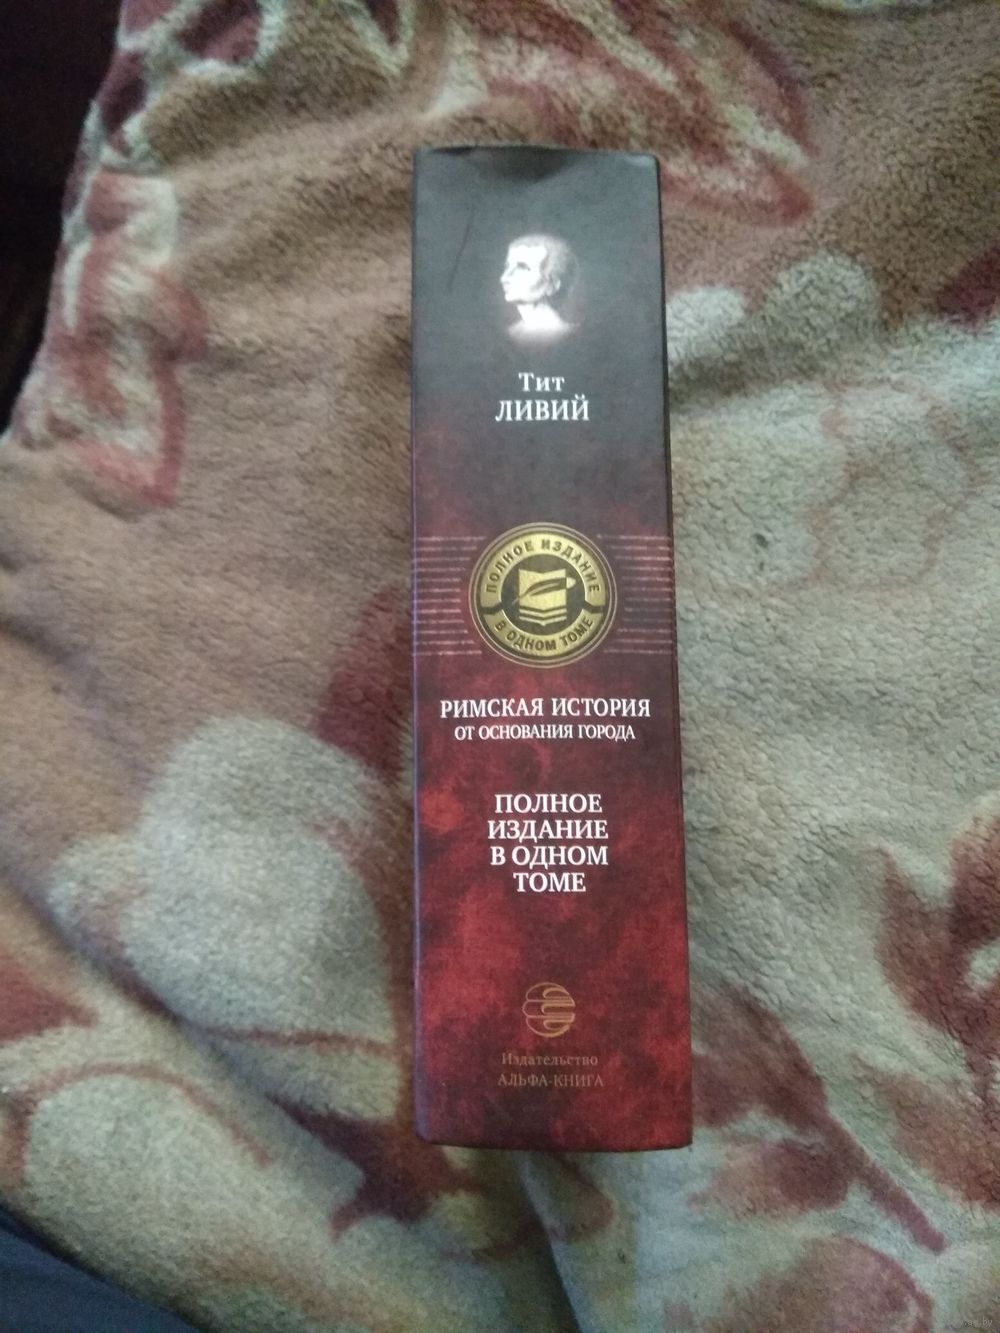 Тит
ЛИВИЙ
ПОЛНОЕ ИЗДАНИЕ
В ОДНОМ ТОМЕ
РИМСКАЯ ИСТОРИЯ
ОТ ОСНОВАНИЯ ГОРОДА
ПОЛНОЕ
ИЗДАНИЕ
В ОДНОМ
ТОМЕ
Издательство
АЛЬФА-КНИГА